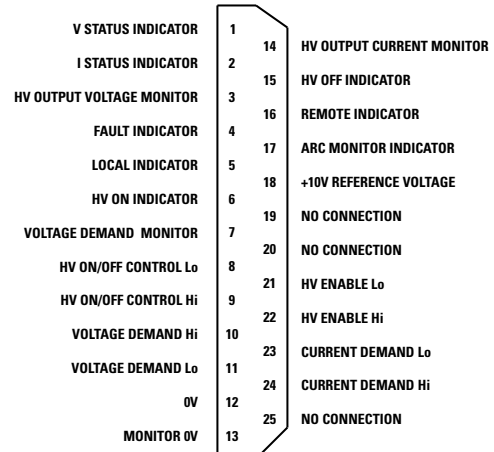 V STATUS INDICATOR 1
I STATUS INDICATOR 2
HV OUTPUT VOLTAGE MONITOR 3
FAULT INDICATOR 4
LOCAL INDICATOR 5
HV ON INDICATOR 6
VOLTAGE DEMAND MONITOR 7
HV ON/OFF CONTROL Lo 8
HV ON/OFF CONTROL Hi 9
VOLTAGE DEMAND Hi 10
VOLTAGE DEMAND Lo 11
0V 12
MONITOR 0V 13
14 HV OUTPUT CURRENT MONITOR
15 HV OFF INDICATOR
16 REMOTE INDICATOR
17 ARC MONITOR INDICATOR
18 +10V REFERENCE VOLTAGE
19 NO CONNECTION
20 NO CONNECTION
21 HV ENABLE Lo
22 HV ENABLE Hi
23 CURRENT DEMAND Lo
24 CURRENT DEMAND Hi
25 NO CONNECTION